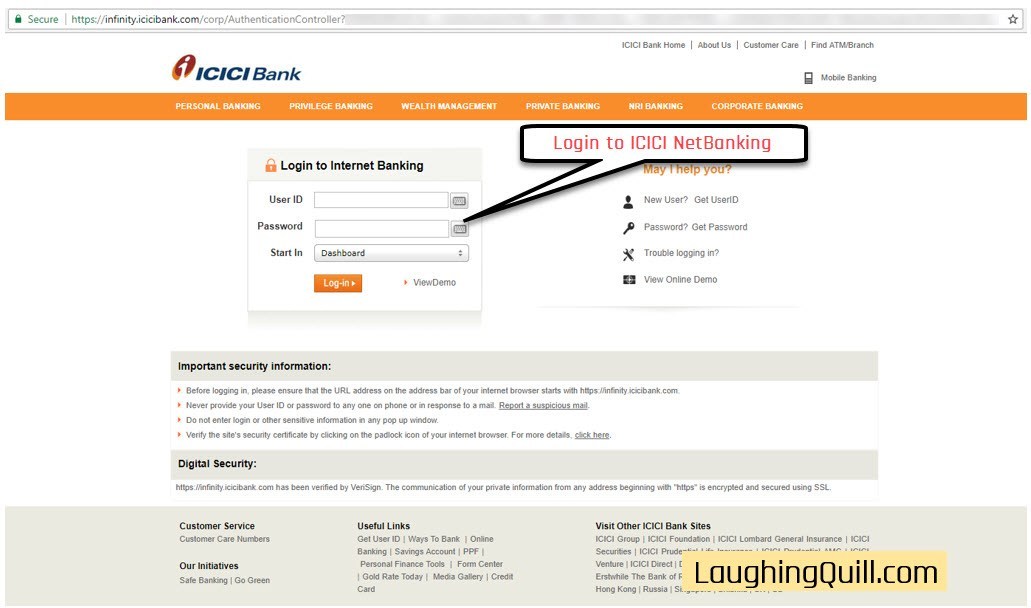 Secure | https://infinity.icicibank.com/corp/AuthenticationController?
ICICI Bank Home | About Us | Customer Care | Find ATM/Branch
ICICI Bank
Mobile Banking
PERSONAL BANKING PRIVILEGE BANKING WEALTH MANAGEMENT PRIVATE BANKING NRI BANKING CORPORATE BANKING
Login to ICICI NetBanking
Login to Internet Banking
User ID
Password
Start In Dashboard
Log-in ViewDemo
May I help you?
New User? Get UserID
Password? Get Password
Trouble logging in?
View Online Demo
Important security information:
Before logging in, please ensure that the URL address on the address bar of your internet browser starts with https://infinity.icicibank.com.
Never provide your User ID or password to any one on phone or in response to a mail. Report a suspicious mail.
Do not enter login or other sensitive information in any pop up window.
Verify the site's security certificate by clicking on the padlock icon of your internet browser. For more details, click here.
Digital Security:
https://infinity.icicibank.com has been verified by VeriSign. The communication of your private information from any address beginning with "https" is encrypted and secured using SSL.
Customer Service
Customer Care Numbers
Our Initiatives
Safe Banking | Go Green
Useful Links
Get User ID | Ways To Bank | Online
Banking | Savings Account | PPF |
Personal Finance Tools | Form Center
| Gold Rate Today | Media Gallery | Credit
Card
Visit Other ICICI Bank Sites
ICICI Group | ICICI Foundation | ICICI Lombard General Insurance | ICICI
Securities | ICICI Prudential Life Insurance | ICICI Prudential AMC | ICICI
Venture | ICICI Direct |
Erstwhile The Bank of
Hong Kong | Russia |
LaughingQuill.com